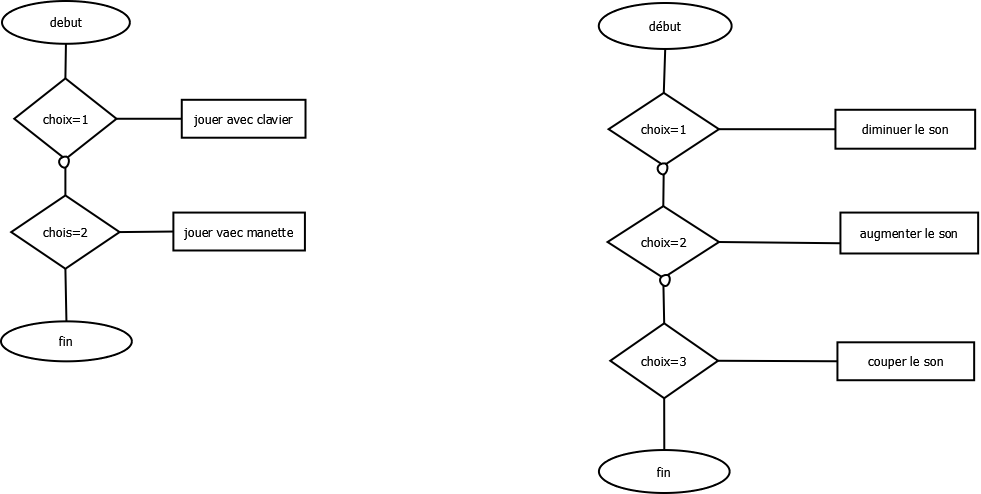 debut
choix=1
jouer avec clavier
chois=2
jouer vaec manette
fin
début
choix=1
diminuer le son
choix=2
augmenter le son
choix=3
couper le son
fin